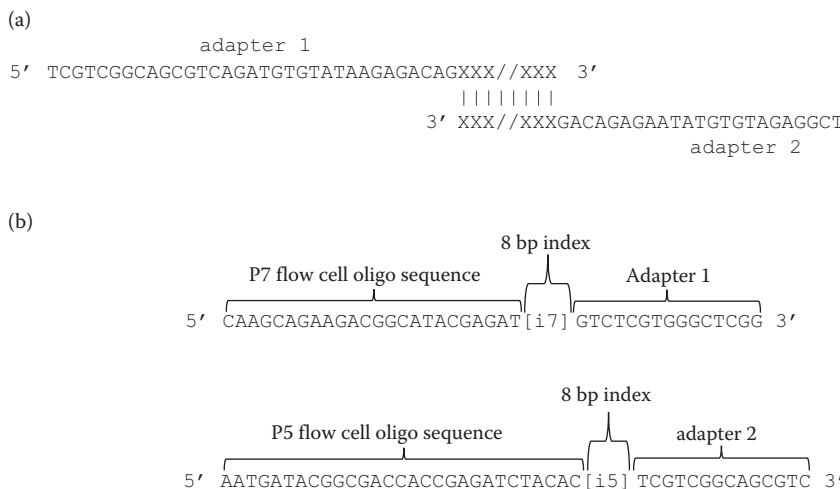 (a)
adapter 1
5′ TCGTCGGCAGCGTCAGATGTGTATAAGAGACAGXXX//XXX 3′
||||||||
3′ XXX//XXXGACAGAGAATATGTGTAGAGGCT
adapter 2
(b)
8 bp index
P7 flow cell oligo sequence Adapter 1
5′ CAAGCAGAAGACGGCATACGAGAT[i7]GTCTCGTGGGCTCGG 3′
8 bp index
P5 flow cell oligo sequence adapter 2
5′ AATGATACGGCGACCACCGAGATCTACAC[i5]TCGTCGGCAGCGTC 3′